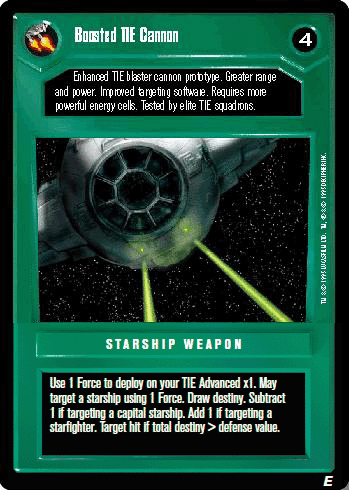 Boosted TIE Cannon
4
Enhanced TIE blaster cannon prototype. Greater range
and power. Improved targeting software. Requires more
powerful energy cells. Tested by elite TIE squadrons.
STARSHIP WEAPON
Use 1 Force to deploy on your TIE Advanced x1. May
target a starship using 1 Force. Draw destiny. Subtract
1 if targeting a capital starship. Add 1 if targeting a
starfighter. Target hit if total destiny > defense value.
E